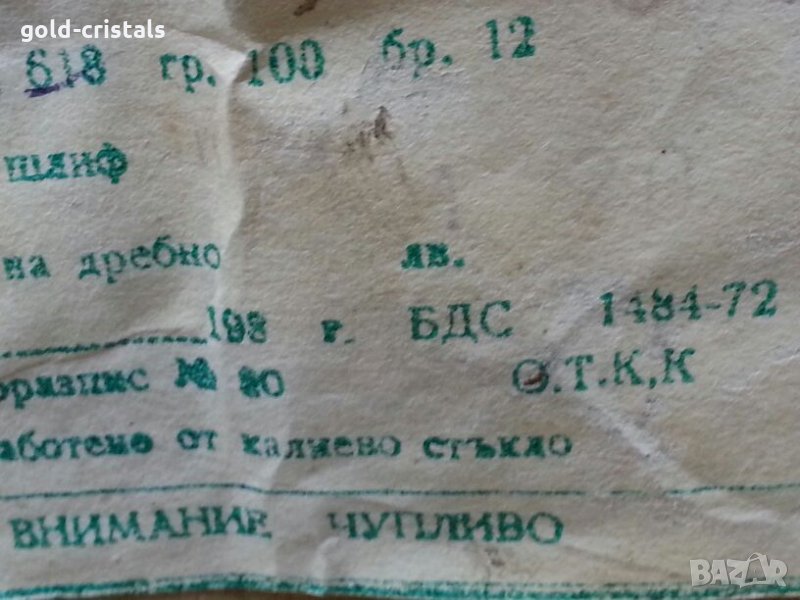 gold-cristals
618 гр. 100 бр. 12
шлиф
на дребно лв.
198 г. БДС 1484-72
№ 80 О.Т.К,К
аботено от калиево стъкло
ВНИМАНИЕ ЧУПЛИВО
BAZAR